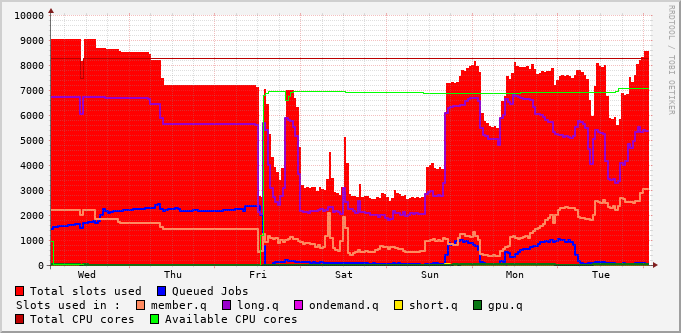 10000
9000
8000
7000
6000
5000
4000
3000
2000
1000
0
Wed Thu Fri Sat Sun Mon Tue
RRDTOOL / TOBI OETIKER
Total slots used Queued Jobs
Slots used in : member.q long.q ondemand.q short.q gpu.q
Total CPU cores Available CPU cores